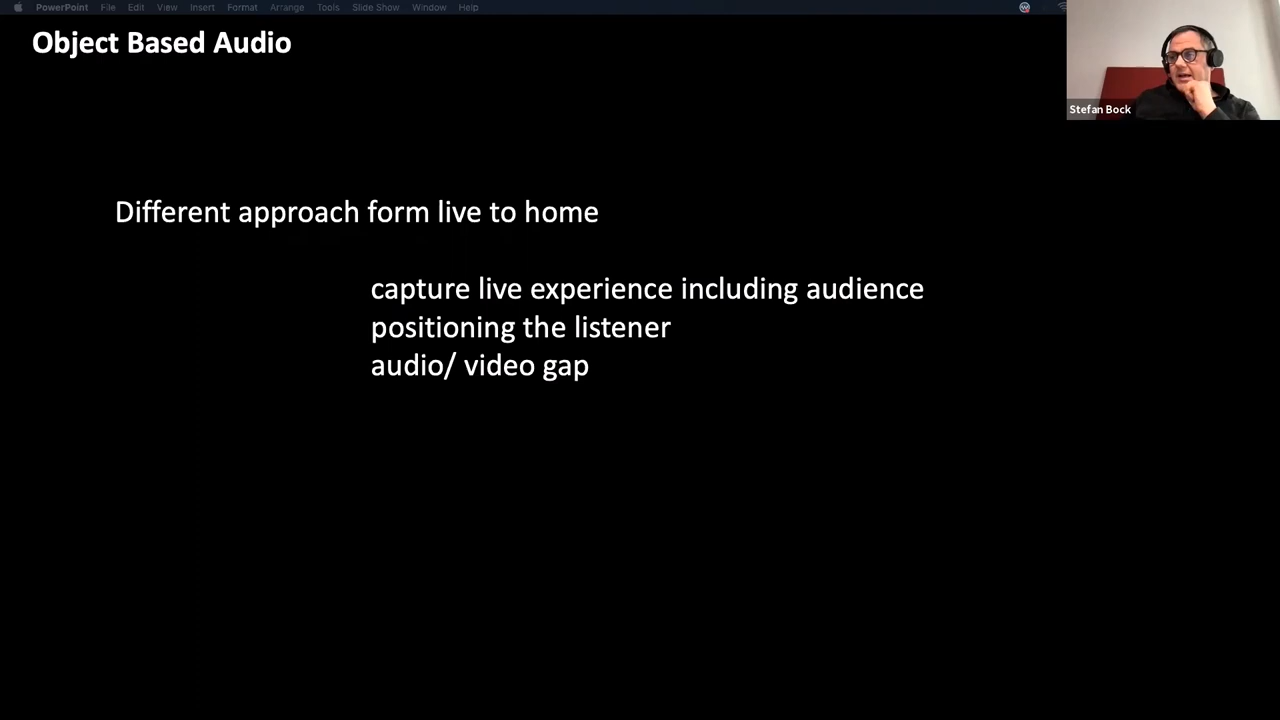 PowerPoint File Edit View Insert Format Arrange Tools Slide Show Window Help
Object Based Audio
Stefan Bock
Different approach form live to home
capture live experience including audience
positioning the listener
audio/ video gap